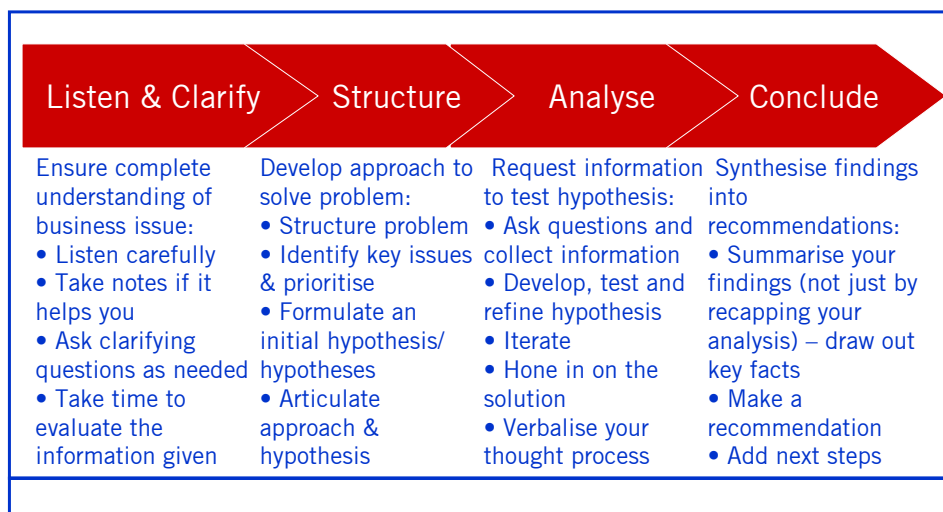 Listen & Clarify
Structure
Analyse
Conclude
Ensure complete
understanding of
business issue:
• Listen carefully
• Take notes if it
helps you
• Ask clarifying
questions as needed
• Take time to
evaluate the
information given
Develop approach to
solve problem:
• Structure problem
• Identify key issues
& prioritise
• Formulate an
initial hypothesis/
hypotheses
• Articulate
approach &
hypothesis
Request information
to test hypothesis:
• Ask questions and
collect information
• Develop, test and
refine hypothesis
• Iterate
• Hone in on the
solution
• Verbalise your
thought process
Synthesise findings
into
recommendations:
• Summarise your
findings (not just by
recapping your
analysis) – draw out
key facts
• Make a
recommendation
• Add next steps